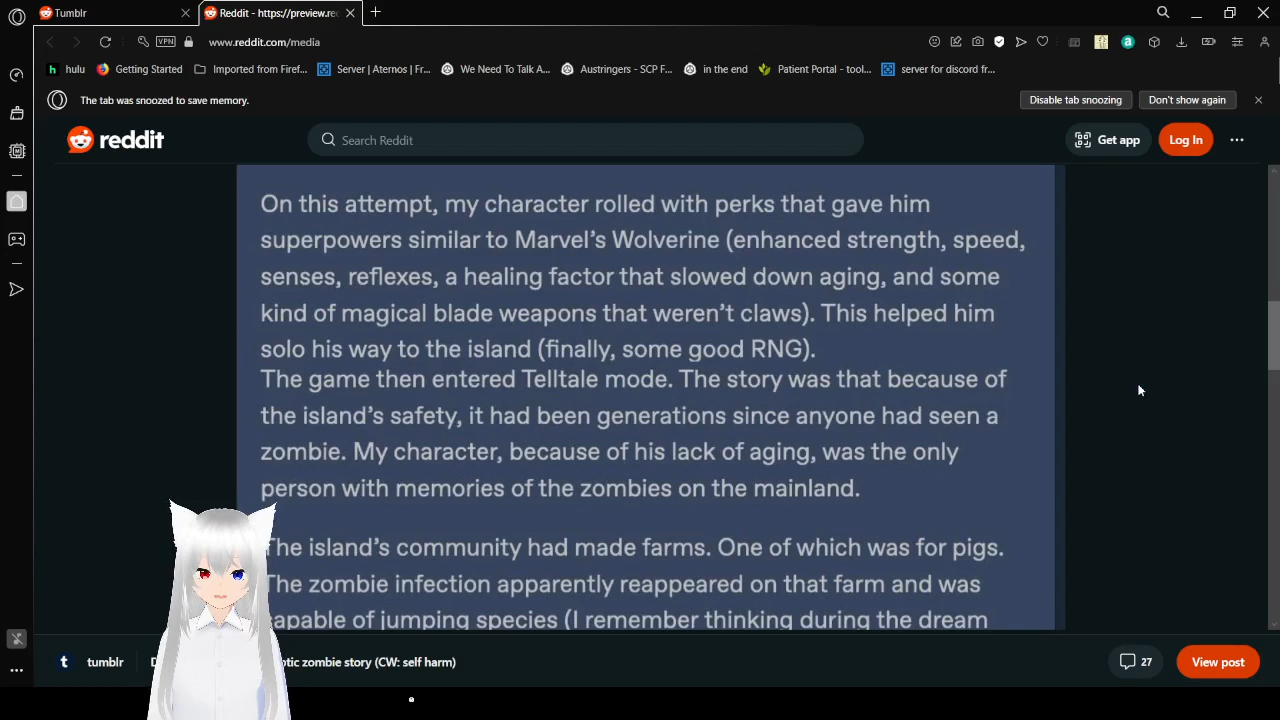 Tumblr
Reddit - https://preview.rec
VPN
www.reddit.com/media
hulu
Getting Started
Imported from Firef...
Server | Aternos | Fr...
We Need To Talk A...
Austringers - SCP F...
in the end
Patient Portal - tool...
server for discord fr...
The tab was snoozed to save memory.
Disable tab snoozing
Don't show again
reddit
Search Reddit
Get app
Log In
On this attempt, my character rolled with perks that gave him
superpowers similar to Marvel's Wolverine (enhanced strength, speed,
senses, reflexes, a healing factor that slowed down aging, and some
kind of magical blade weapons that weren't claws). This helped him
solo his way to the island (finally, some good RNG).
The game then entered Telltale mode. The story was that because of
the island's safety, it had been generations since anyone had seen a
zombie. My character, because of his lack of aging, was the only
person with memories of the zombies on the mainland.
The island's community had made farms. One of which was for pigs.
The zombie infection apparently reappeared on that farm and was
capable of jumping species (I remember thinking during the dream
tumblr
otic zombie story (CW: self harm)
27
View post